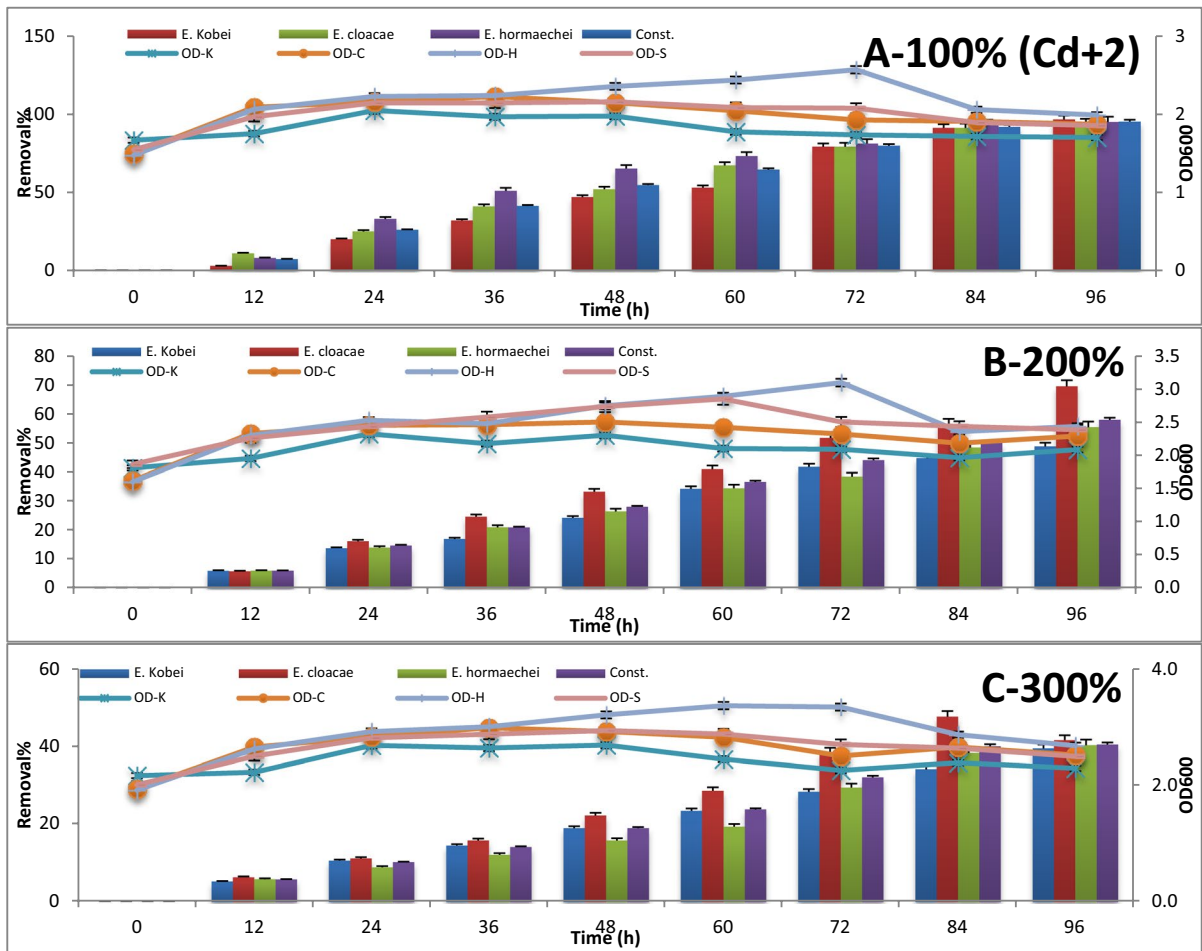 E. Kobei E. cloacae E. hormaechei Const.
OD-K OD-C OD-H OD-S
A-100% (Cd+2)
Removal%
150
100
50
0
3
2
1
0
OD600
0 12 24 36 48 60 72 84 96
Time (h)
E. Kobei E. cloacae E. hormaechei Const.
OD-K OD-C OD-H OD-S
B-200%
Removal%
80
70
60
50
40
30
20
10
0
3.5
3.0
2.5
2.0
1.5
1.0
0.5
0.0
OD600
0 12 24 36 48 60 72 84 96
Time (h)
E. Kobei E. cloacae E. hormaechei Const.
OD-K OD-C OD-H OD-S
C-300%
Removal%
60
40
20
0
4.0
2.0
0.0
OD600
0 12 24 36 48 60 72 84 96
Time (h)